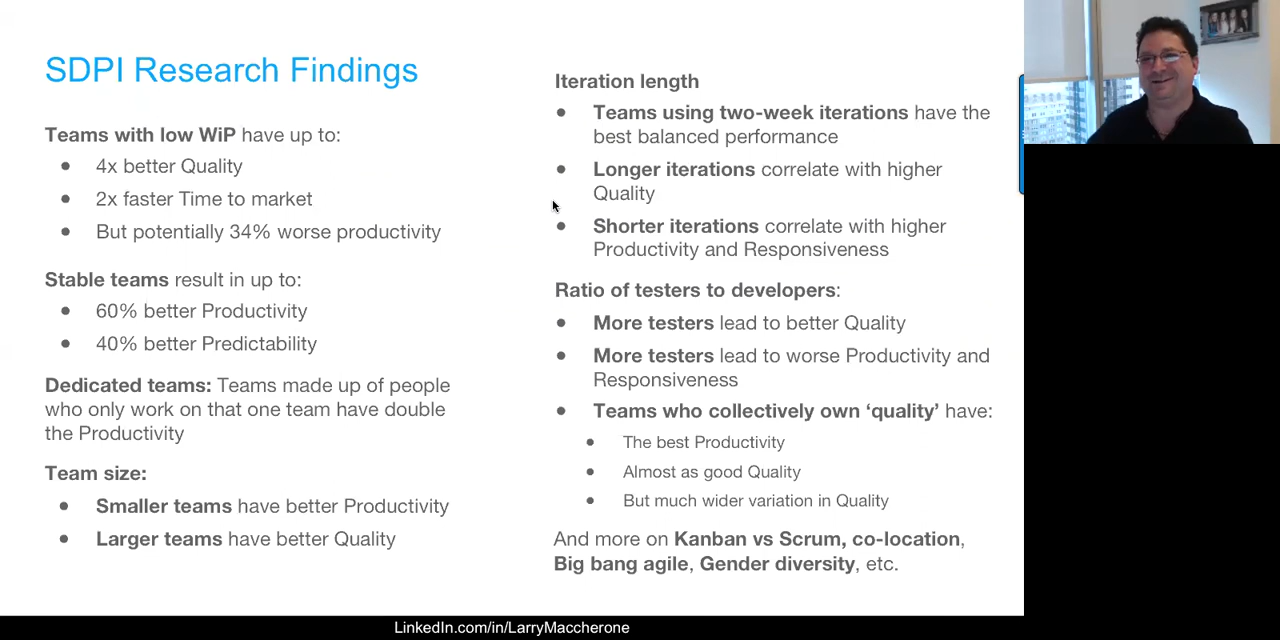 SDPI Research Findings
Teams with low WiP have up to:
● 4x better Quality
● 2x faster Time to market
● But potentially 34% worse productivity
Stable teams result in up to:
● 60% better Productivity
● 40% better Predictability
Dedicated teams: Teams made up of people
who only work on that one team have double
the Productivity
Team size:
● Smaller teams have better Productivity
● Larger teams have better Quality
Iteration length
● Teams using two-week iterations have the
best balanced performance
● Longer iterations correlate with higher
Quality
● Shorter iterations correlate with higher
Productivity and Responsiveness
Ratio of testers to developers:
● More testers lead to better Quality
● More testers lead to worse Productivity and
Responsiveness
● Teams who collectively own ‘quality’ have:
● The best Productivity
● Almost as good Quality
● But much wider variation in Quality
And more on Kanban vs Scrum, co-location,
Big bang agile, Gender diversity, etc.
LinkedIn.com/in/LarryMaccherone